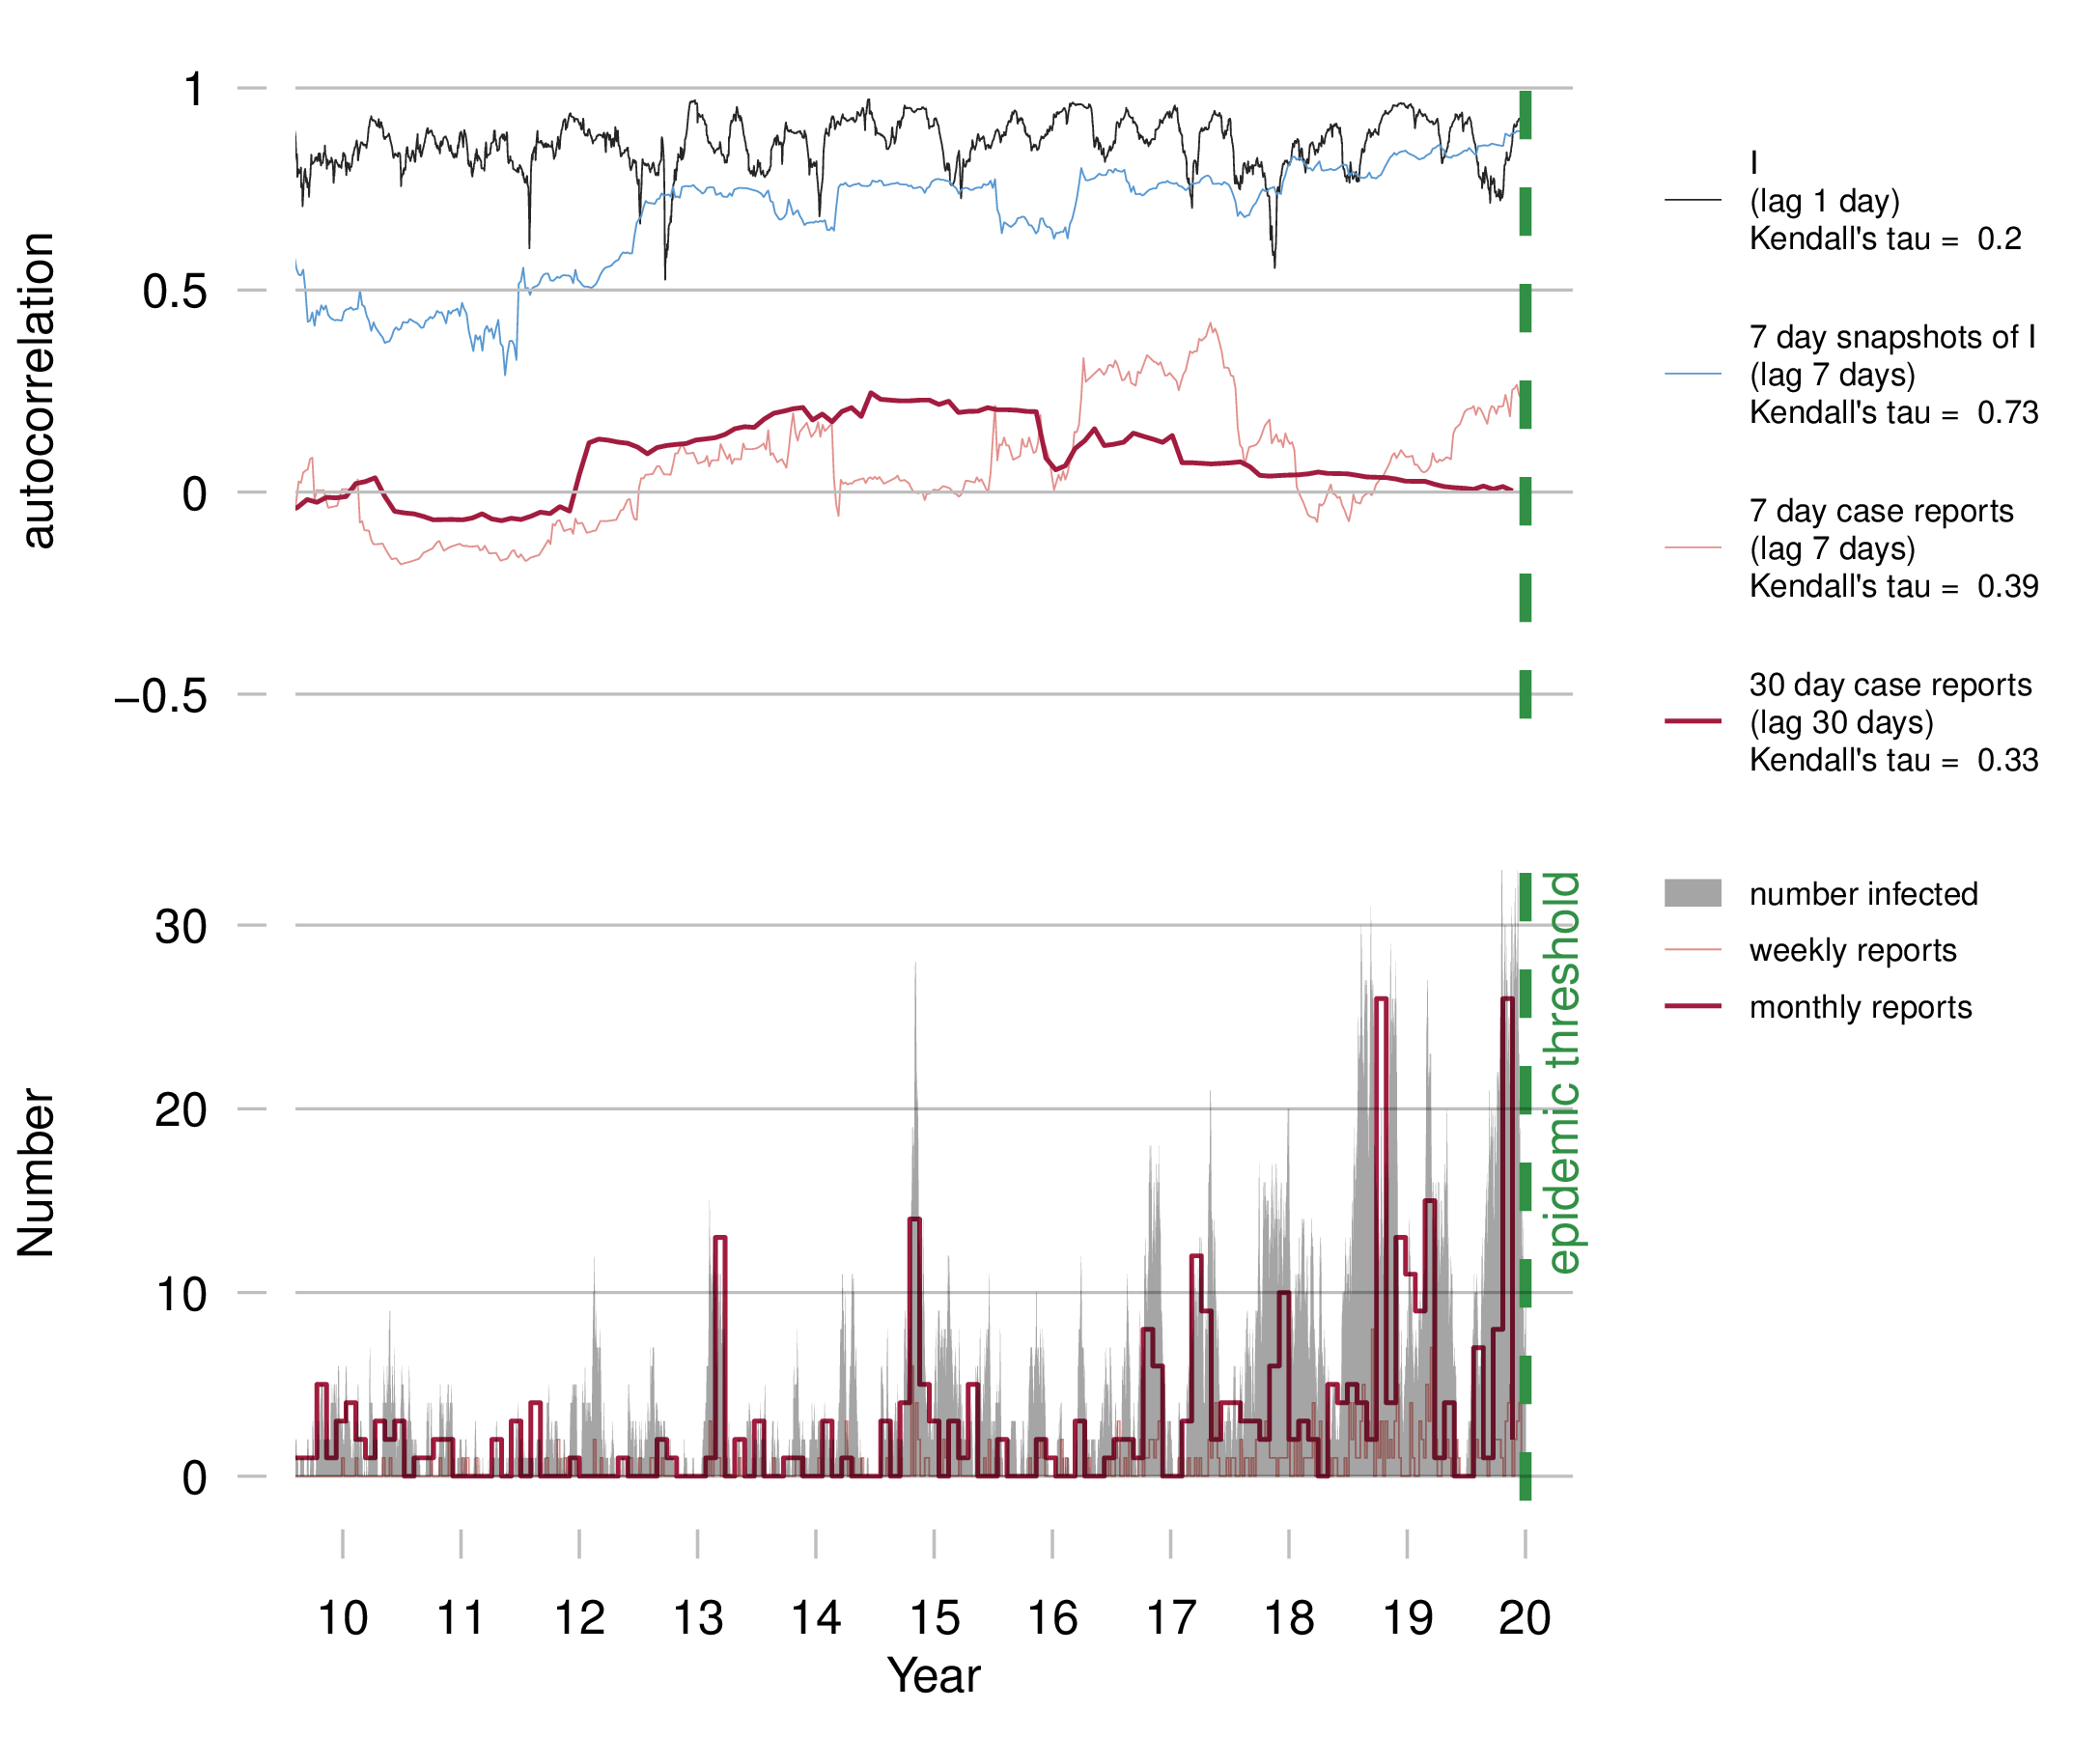 1
0.5
0
−0.5
autocorrelation
I
(lag 1 day)
Kendall's tau = 0.2
7 day snapshots of I
(lag 7 days)
Kendall's tau = 0.73
7 day case reports
(lag 7 days)
Kendall's tau = 0.39
30 day case reports
(lag 30 days)
Kendall's tau = 0.33
30
20
10
0
Number
epidemic threshold
number infected
weekly reports
monthly reports
10 11 12 13 14 15 16 17 18 19 20
Year